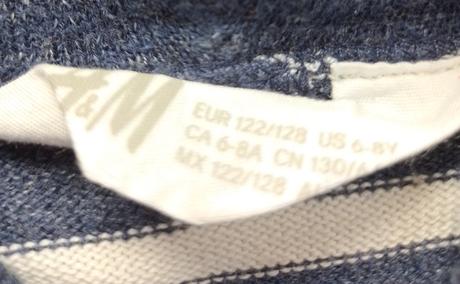 H&M
EUR 122/128 US 6-8Y
CA 6-8A CN 130/
MX 122/128